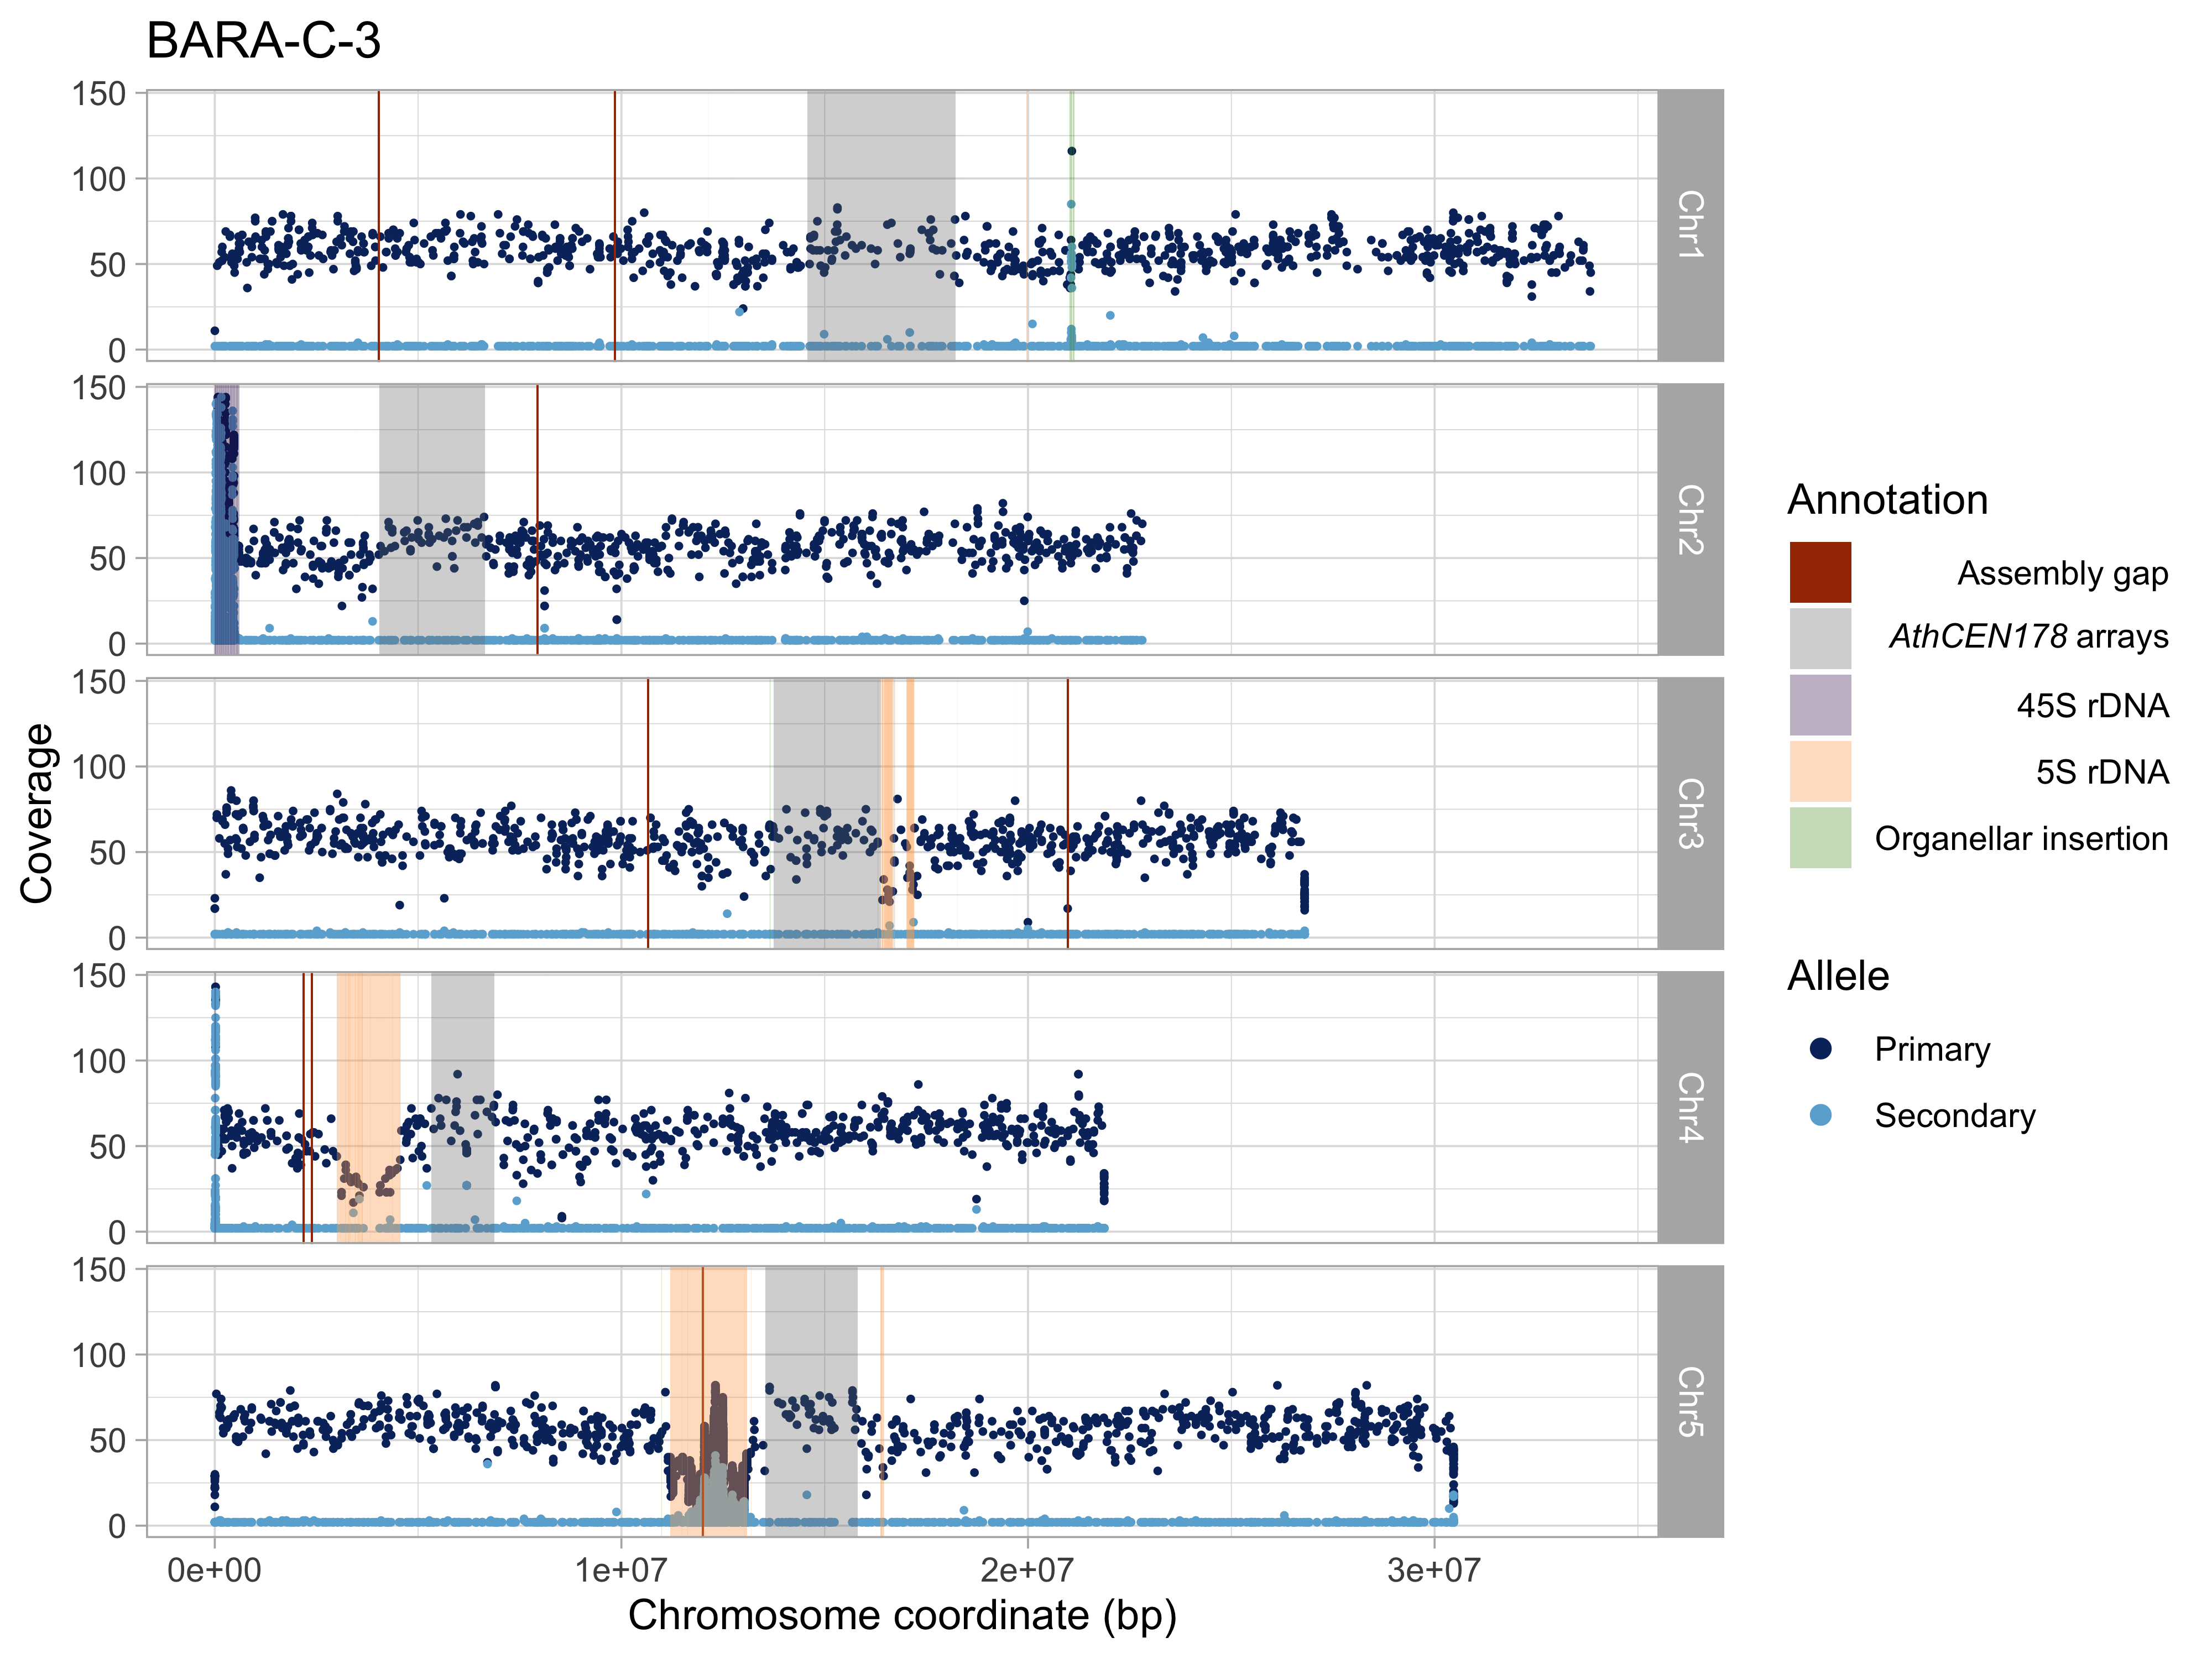 BARA-C-3
150
100
50
0
Chr1
150
100
50
0
Chr2
150
100
50
0
Chr3
150
100
50
0
Chr4
150
100
50
0
Chr5
Coverage
0e+00 1e+07 2e+07 3e+07
Chromosome coordinate (bp)
Annotation
Assembly gap
AthCEN178 arrays
45S rDNA
5S rDNA
Organellar insertion
Allele
Primary
Secondary